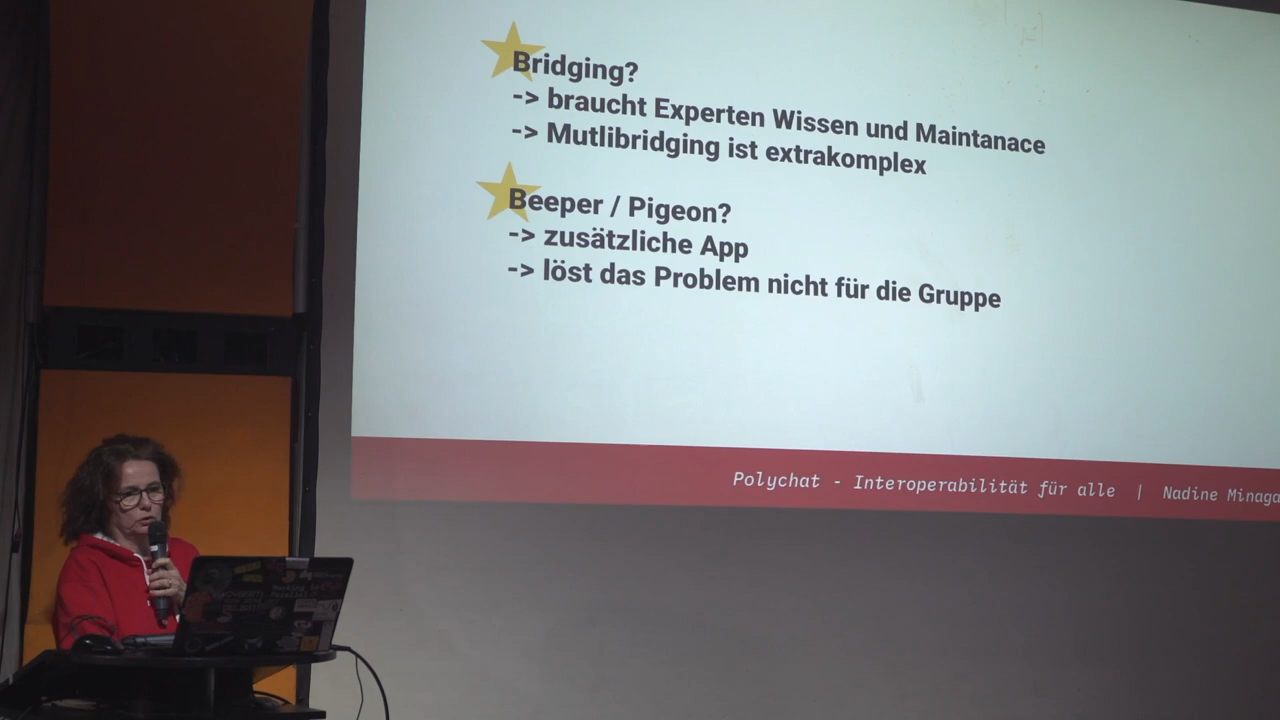 Bridging?
-> braucht Experten Wissen und Maintanace
-> Mutlibridging ist extrakomplex
Beeper / Pigeon?
-> zusätzliche App
-> löst das Problem nicht für die Gruppe
Polychat - Interoperabilität für alle | Nadine Minaga